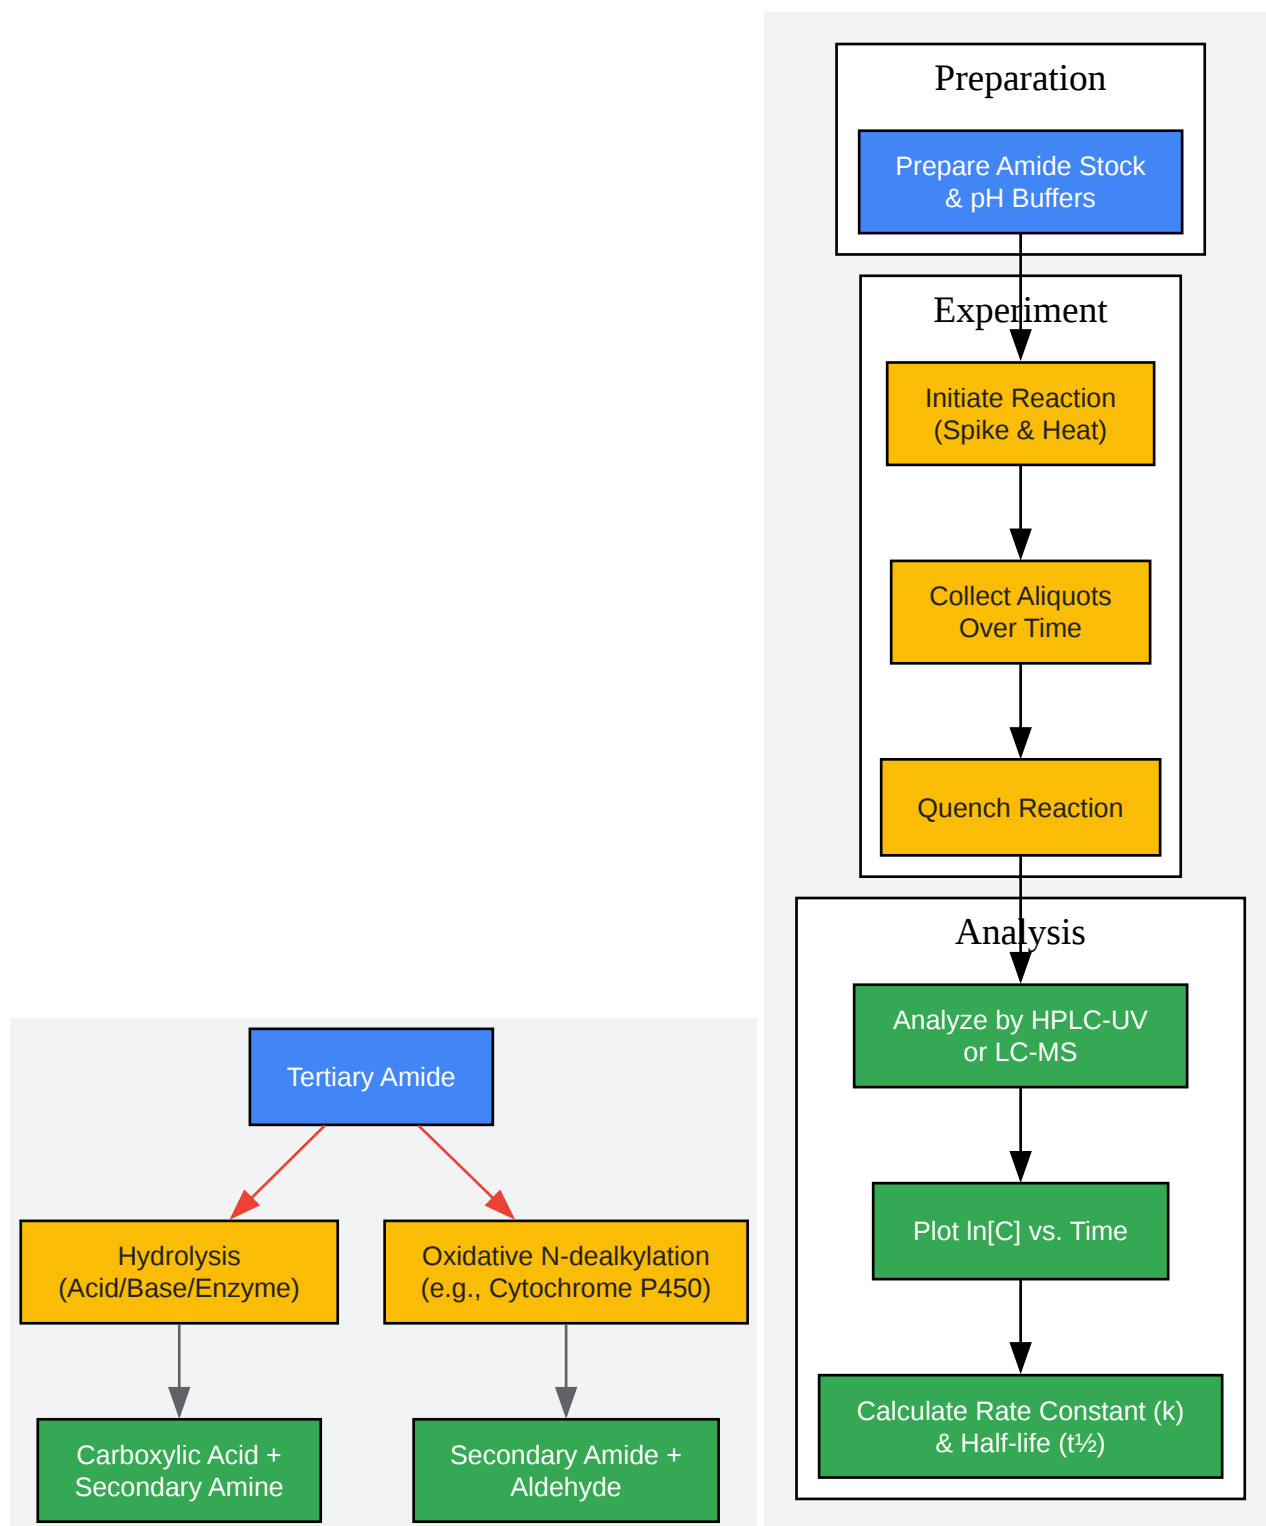 Preparation
Prepare Amide Stock
& pH Buffers
Experiment
Initiate Reaction
(Spike & Heat)
Collect Aliquots
Over Time
Quench Reaction
Analysis
Analyze by HPLC-UV
or LC-MS
Plot ln[C] vs. Time
Calculate Rate Constant (k)
& Half-life (t½)
Tertiary Amide
Hydrolysis
(Acid/Base/Enzyme)
Oxidative N-dealkylation
(e.g., Cytochrome P450)
Carboxylic Acid +
Secondary Amine
Secondary Amide +
Aldehyde